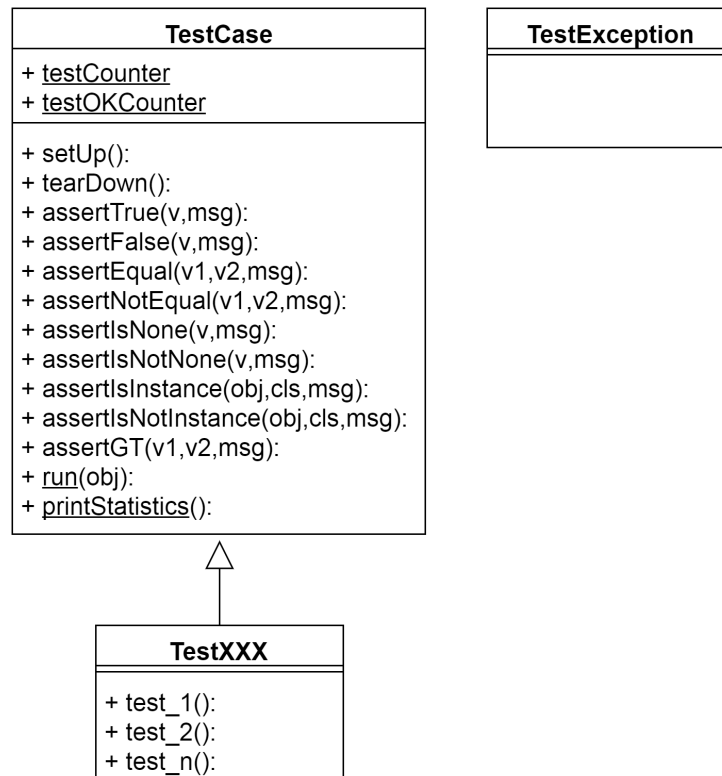 TestCase
+ testCounter
+ testOKCounter
+ setUp():
+ tearDown():
+ assertTrue(v,msg):
+ assertFalse(v,msg):
+ assertEqual(v1,v2,msg):
+ assertNotEqual(v1,v2,msg):
+ assertIsNone(v,msg):
+ assertIsNotNone(v,msg):
+ assertIsInstance(obj,cls,msg):
+ assertIsNotInstance(obj,cls,msg):
+ assertGT(v1,v2,msg):
+ run(obj):
+ printStatistics():
TestException
TestXXX
+ test_1():
+ test_2():
+ test_n():